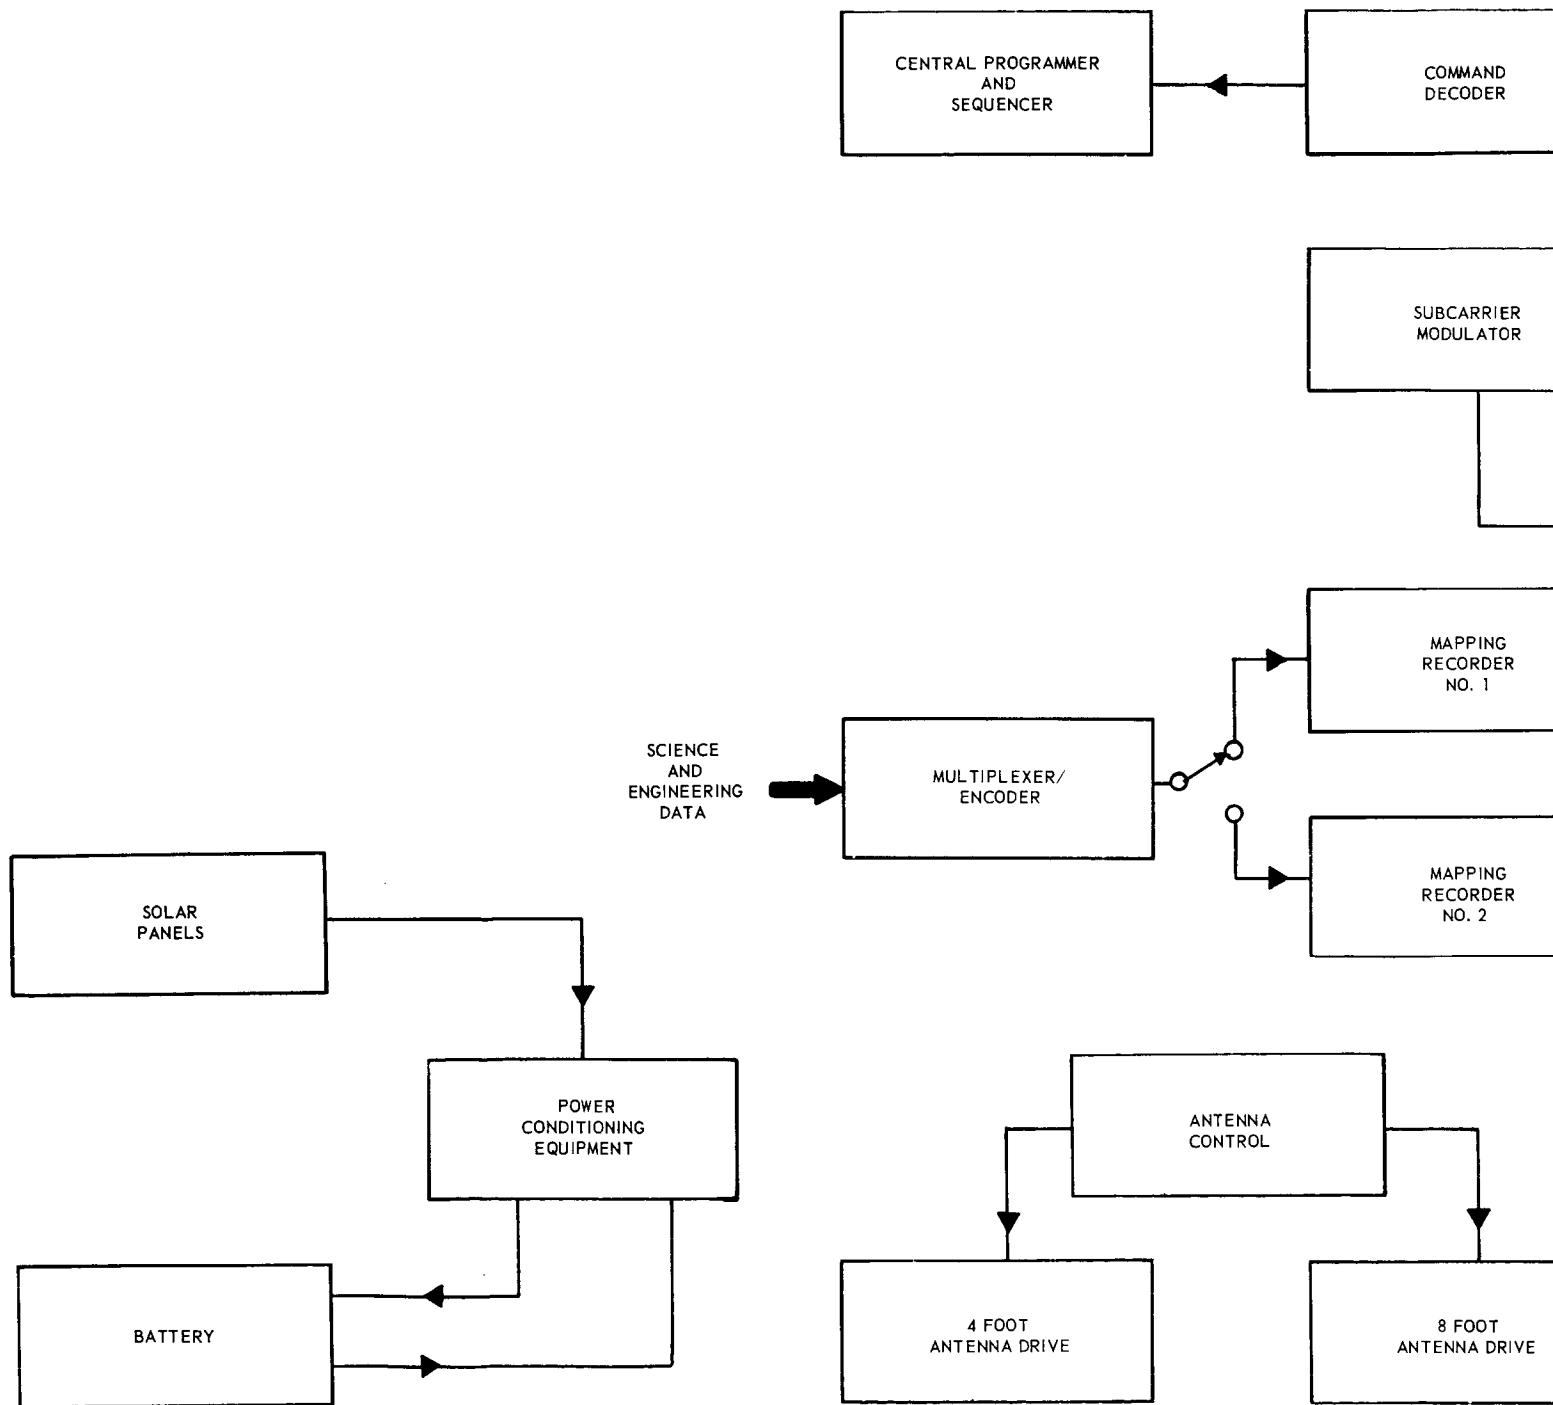 CENTRAL PROGRAMMER
AND
SEQUENCER
COMMAND
DECODER
SUBCARRIER
MODULATOR
MAPPING
RECORDER
NO. 1
SCIENCE
AND
ENGINEERING
DATA
MULTIPLEXER/
ENCODER
MAPPING
RECORDER
NO. 2
SOLAR
PANELS
POWER
CONDITIONING
EQUIPMENT
ANTENNA
CONTROL
BATTERY
4 FOOT
ANTENNA DRIVE
8 FOOT
ANTENNA DRIVE